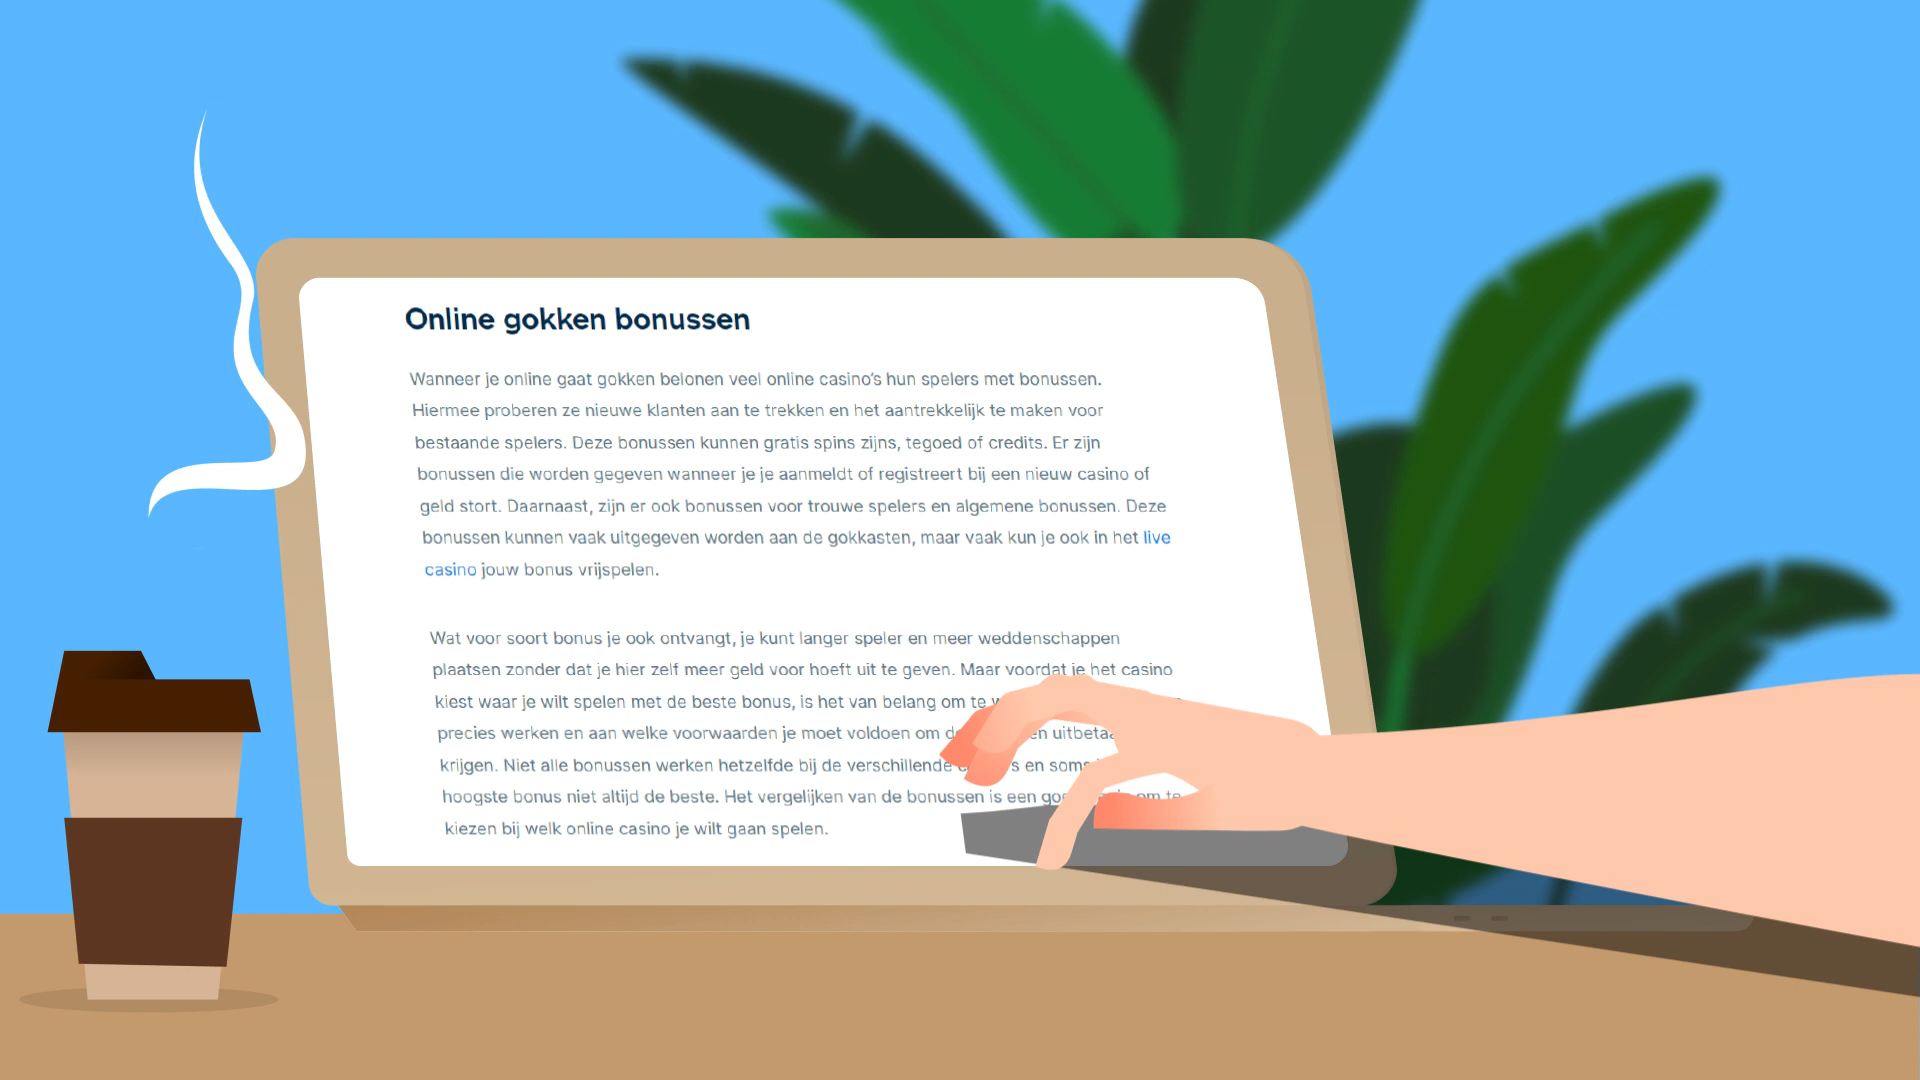 Online gokken bonussen
Wanneer je online gaat gokken belonen veel online casino's hun spelers met bonussen.
Hiermee proberen ze nieuwe klanten aan te trekken en het aantrekkelijk te maken voor
bestaande spelers. Deze bonussen kunnen gratis spins zijns, tegoed of credits. Er zijn
bonussen die worden gegeven wanneer je je aanmeldt of registreert bij een nieuw casino of
geld stort. Daarnaast, zijn er ook bonussen voor trouwe spelers en algemene bonussen. Deze
bonussen kunnen vaak uitgegeven worden aan de gokkasten, maar vaak kun je ook in het live
casino jouw bonus vrijspelen.
Wat voor soort bonus je ook ontvangt, je kunt langer speler en meer weddenschappen
plaatsen zonder dat je hier zelf meer geld voor hoeft uit te geven. Maar voordat je het casino
kiest waar je wilt spelen met de beste bonus, is het van belang om te
precies werken en aan welke voorwaarden je moet voldoen om
krijgen. Niet alle bonussen werken hetzelfde bij de verschillende en soms
hoogste bonus niet altijd de beste. Het vergelijken van de bonussen is een om te
kiezen bij welk online casino je wilt gaan spelen.